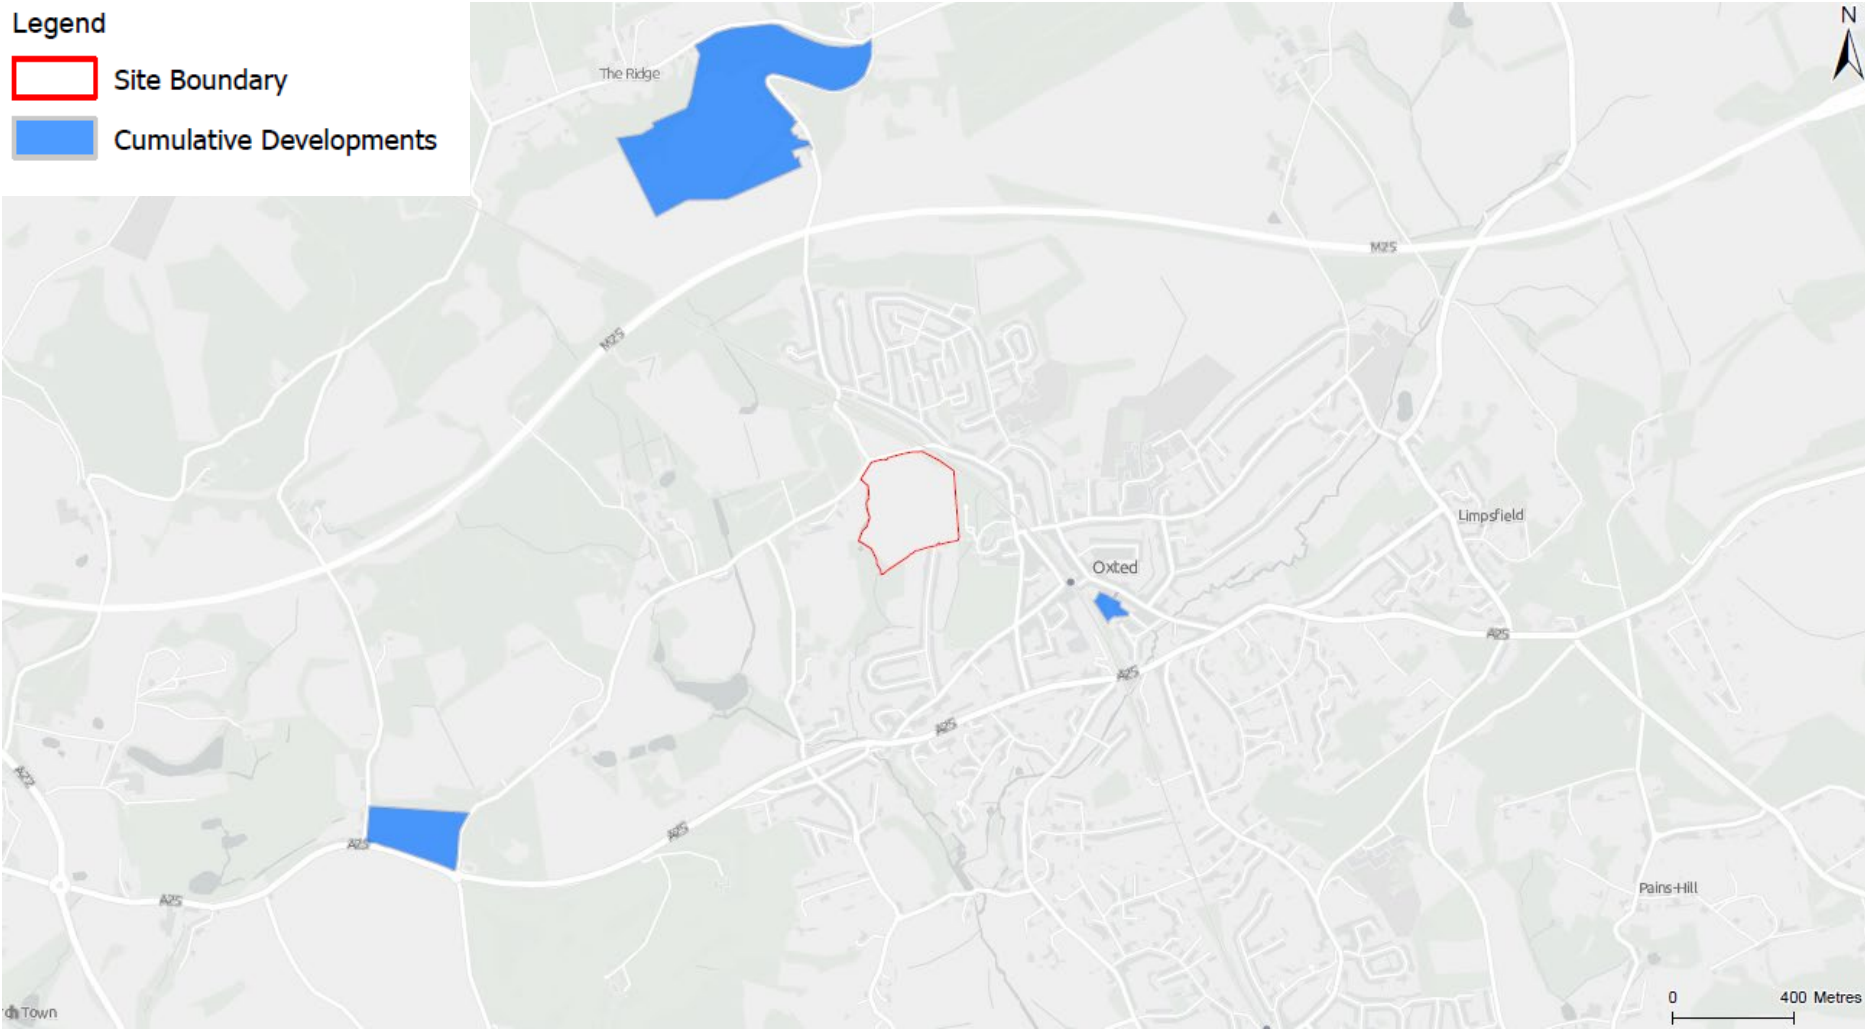 Legend
N
Site Boundary
The Ridge
Cumulative Developments
M25
M25
Limpsfield
Oxted
A25
A25
A25
A22
A25
A25
A25
Pains-Hill
0 400 Metres
Town